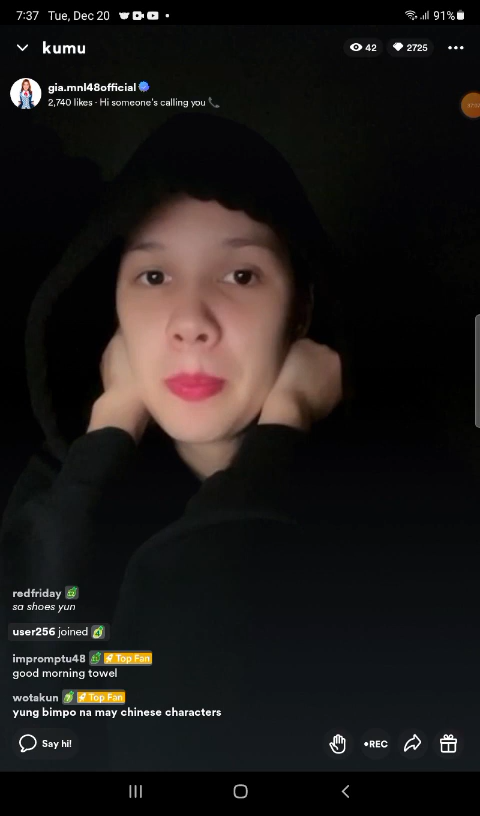 7:37 Tue, Dec 20 • 91%
kumu 42 2725
gia.mnl48official
2,740 likes · Hi someone's calling you 📞
redfriday
sa shoes yun
user256 joined
impromptu48 Top Fan
good morning towel
wotakun Top Fan
yung bimpo na may chinese characters
Say hi! •REC